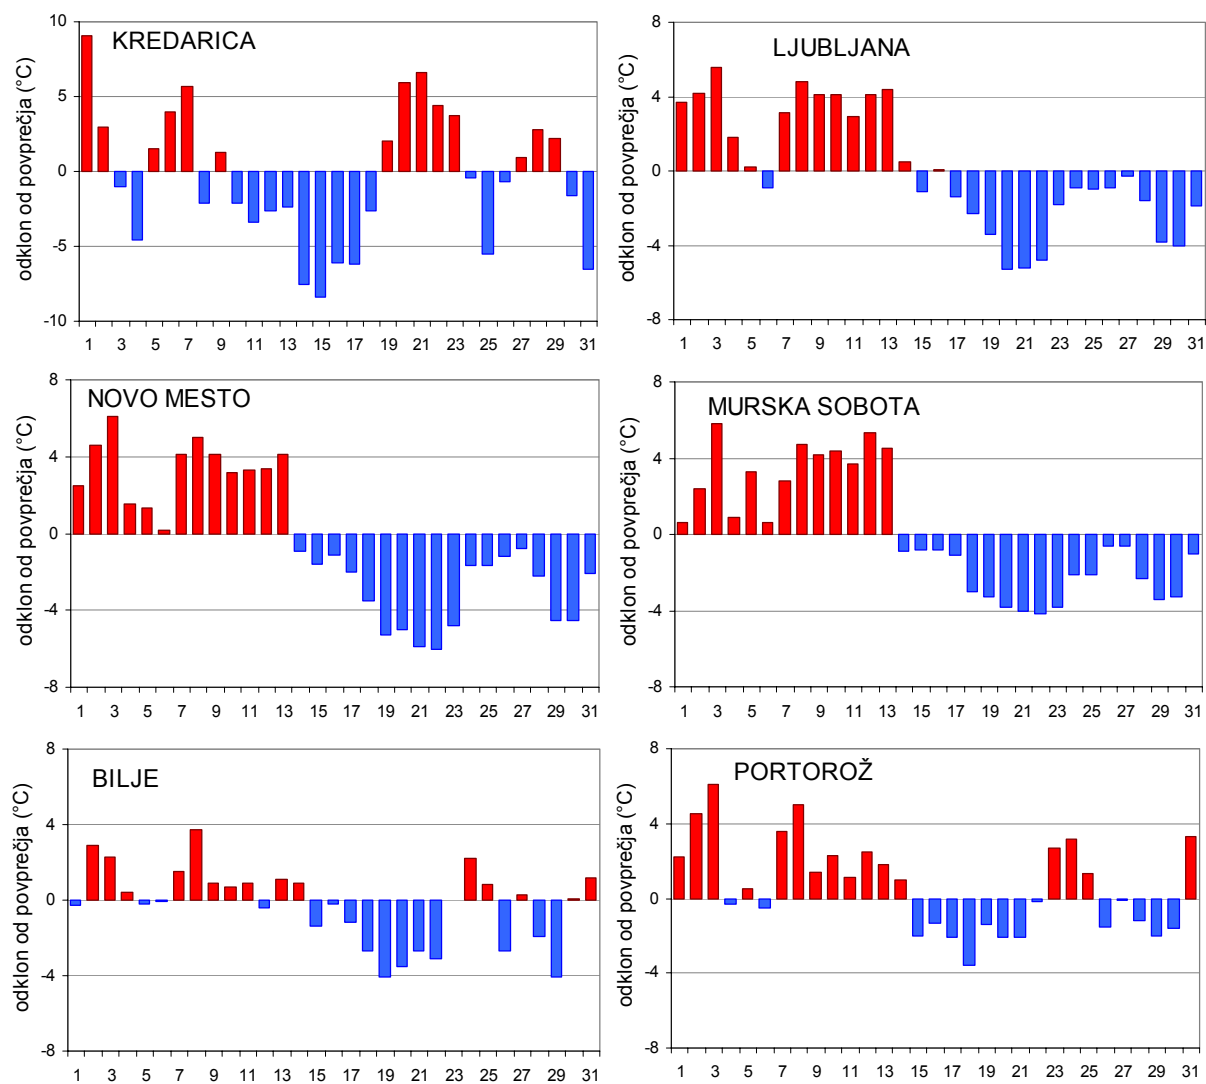 KREDARICA
odklon od povprečja (°C)
10
5
0
-5
-10
1 3 5 7 9 11 13 15 17 19 21 23 25 27 29 31
LJUBLJANA
odklon od povprečja (°C)
8
4
0
-4
-8
1 3 5 7 9 11 13 15 17 19 21 23 25 27 29 31
NOVO MESTO
odklon od povprečja (°C)
8
4
0
-4
-8
1 3 5 7 9 11 13 15 17 19 21 23 25 27 29 31
MURSKA SOBOTA
odklon od povprečja (°C)
8
4
0
-4
-8
1 3 5 7 9 11 13 15 17 19 21 23 25 27 29 31
BILJE
odklon od povprečja (°C)
8
4
0
-4
-8
1 3 5 7 9 11 13 15 17 19 21 23 25 27 29 31
PORTOROŽ
odklon od povprečja (°C)
8
4
0
-4
-8
1 3 5 7 9 11 13 15 17 19 21 23 25 27 29 31